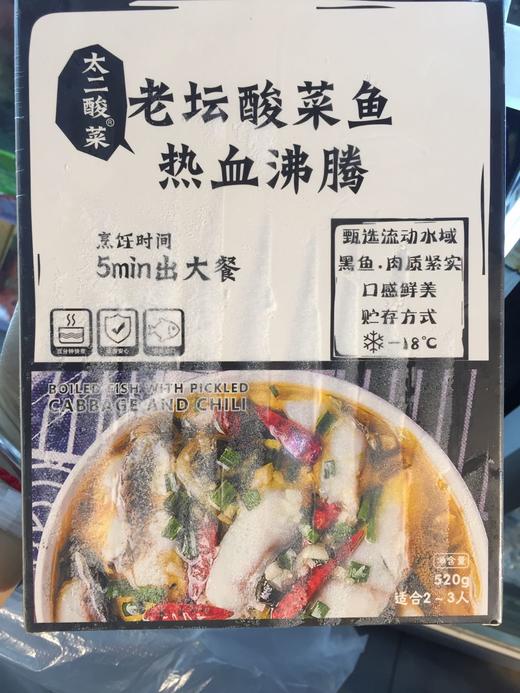 太二酸菜®
老坛酸菜鱼
热血沸腾
烹饪时间
5min出大餐
甄选流动水域
黑鱼.肉质紧实
口感鲜美
贮存方式
-18℃
BOILED FISH WITH PICKLED
CABBAGE AND CHILI
净含量
520g
适合2~3人